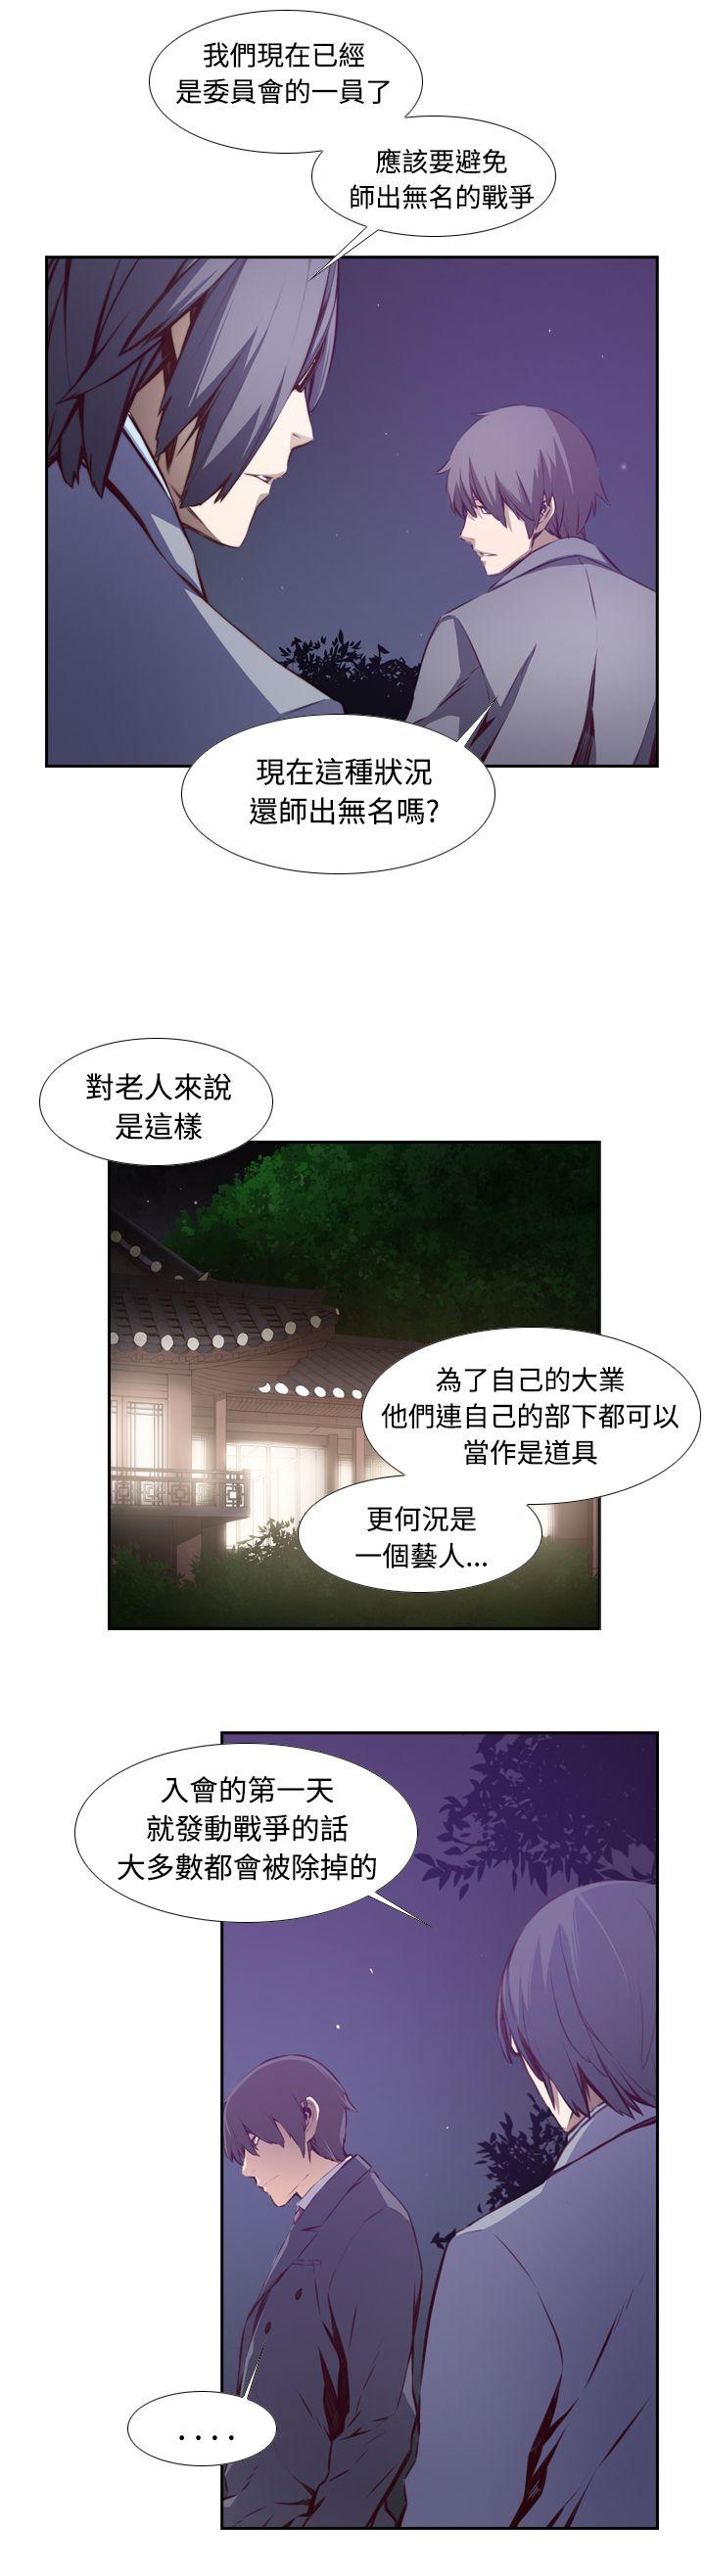 我們現在已經
是委員會的一員了
應該要避免
師出無名的戰爭
現在這種狀況
還師出無名嗎?
對老人來說
是這樣
為了自己的大業
他們連自己的部下都可以
當作是道具
更何況是
一個藝人...
入會的第一天
就發動戰爭的話
大多數都會被除掉的
....